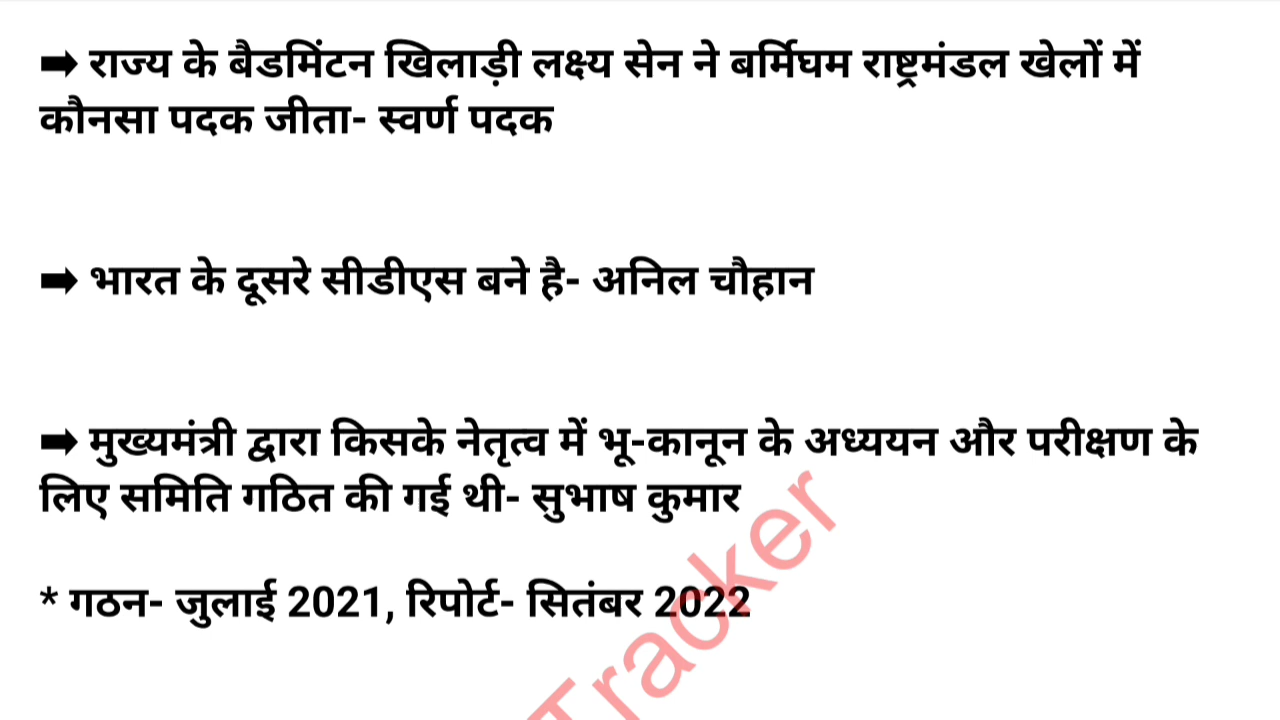 ➡ राज्य के बैडमिंटन खिलाड़ी लक्ष्य सेन ने बर्मिघम राष्ट्रमंडल खेलों में
कौनसा पदक जीता- स्वर्ण पदक
➡ भारत के दूसरे सीडीएस बने है- अनिल चौहान
➡ मुख्यमंत्री द्वारा किसके नेतृत्व में भू-कानून के अध्ययन और परीक्षण के
लिए समिति गठित की गई थी- सुभाष कुमार
* गठन- जुलाई 2021, रिपोर्ट- सितंबर 2022
Tracker